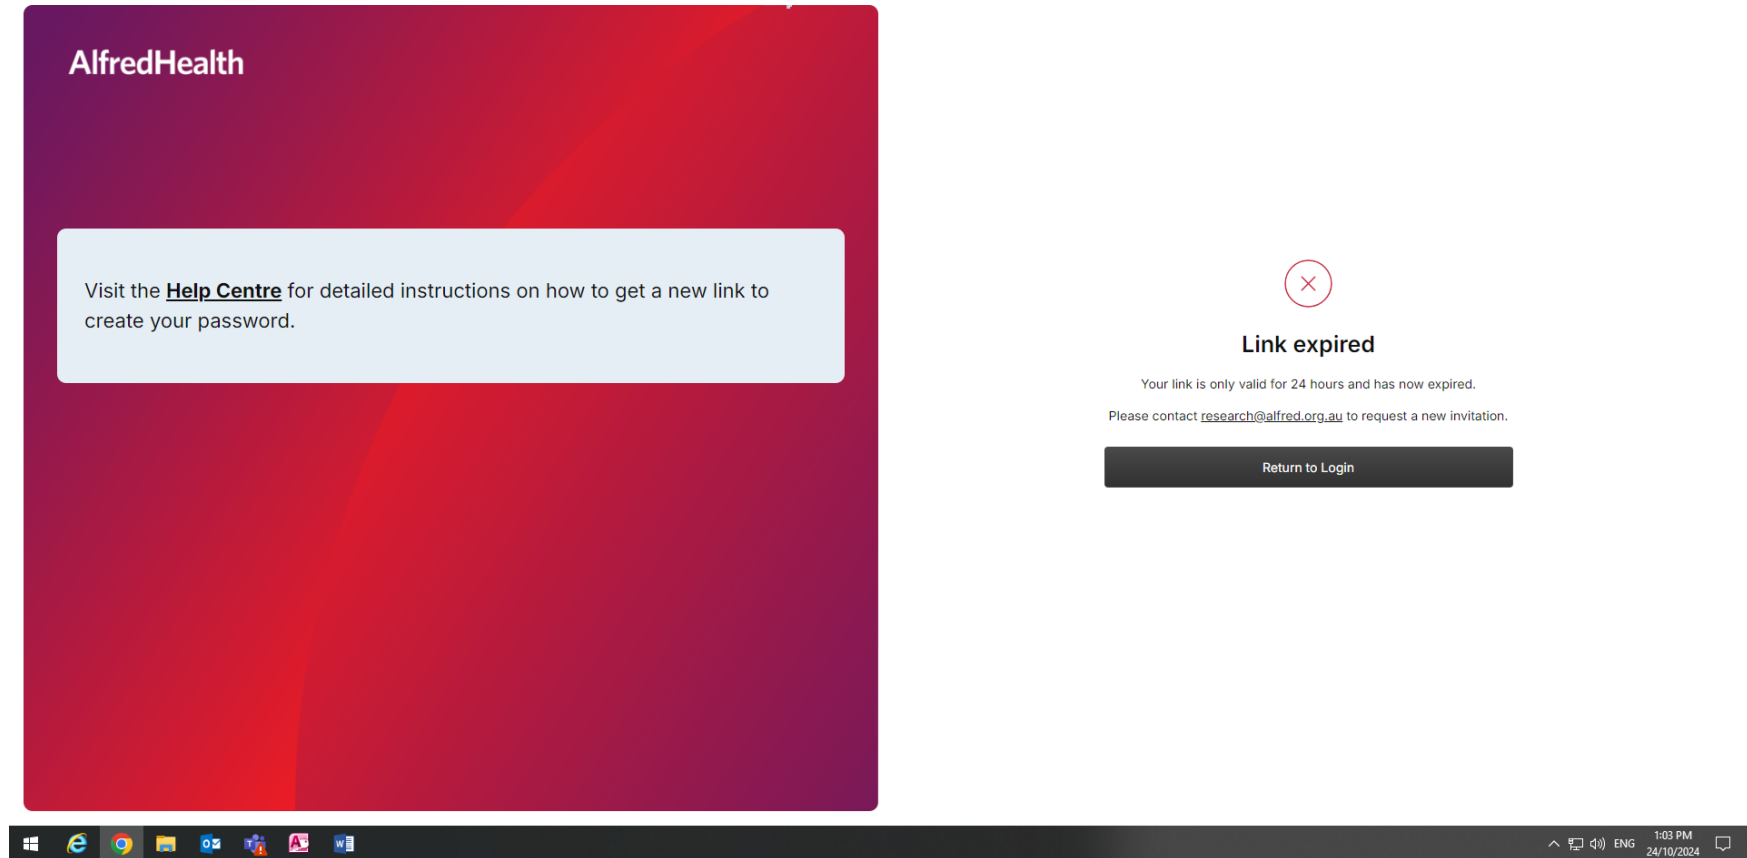 AlfredHealth
Visit the Help Centre for detailed instructions on how to get a new link to
create your password.
Link expired
Your link is only valid for 24 hours and has now expired.
Please contact research@alfred.org.au to request a new invitation.
Return to Login
ENG
1:03 PM
24/10/2024